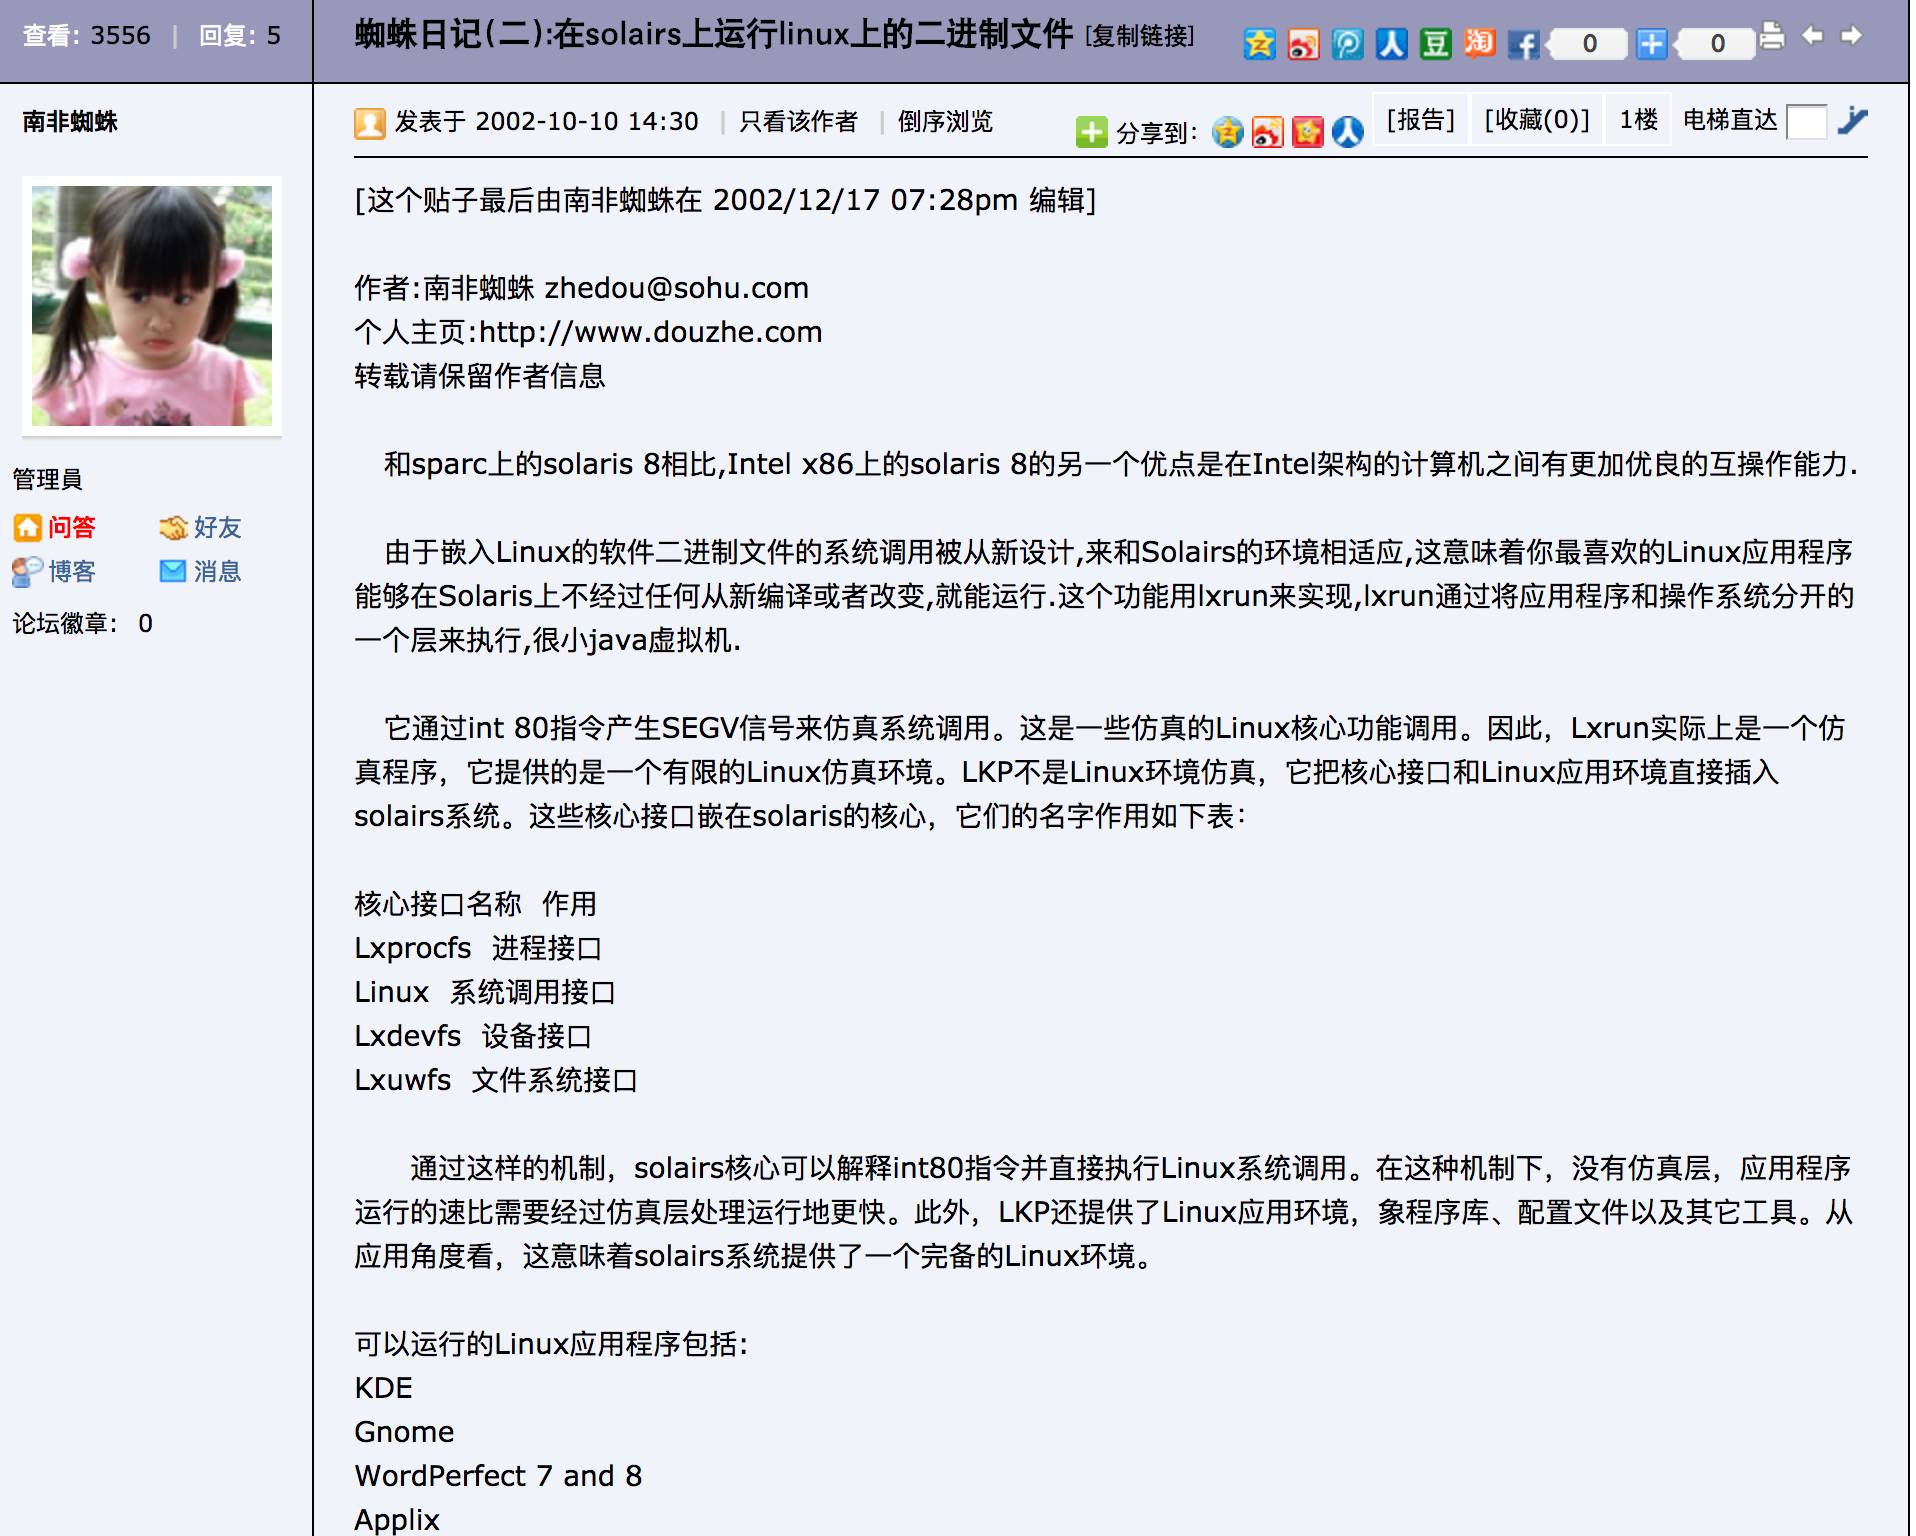 查看: 3556 | 回复: 5
蜘蛛日记(二):在solairs上运行linux上的二进制文件 [复制链接]
0
0
南非蜘蛛
发表于 2002-10-10 14:30 | 只看该作者 | 倒序浏览
分享到:
[报告] [收藏(0)] 1楼 电梯直达
管理員
问答 好友
博客 消息
论坛徽章: 0
[这个贴子最后由南非蜘蛛在 2002/12/17 07:28pm 编辑]
作者:南非蜘蛛 zhedou@sohu.com
个人主页:http://www.douzhe.com
转载请保留作者信息
和sparc上的solaris 8相比,Intel x86上的solaris 8的另一个优点是在Intel架构的计算机之间有更加优良的互操作能力.
由于嵌入Linux的软件二进制文件的系统调用被从新设计,来和Solairs的环境相适应,这意味着你最喜欢的Linux应用程序
能够在Solaris上不经过任何从新编译或者改变,就能运行.这个功能用lxrun来实现,lxrun通过将应用程序和操作系统分开的
一个层来执行,很小java虚拟机.
它通过int 80指令产生SEGV信号来仿真系统调用。这是一些仿真的Linux核心功能调用。因此，Lxrun实际上是一个仿
真程序，它提供的是一个有限的Linux仿真环境。LKP不是Linux环境仿真，它把核心接口和Linux应用环境直接插入
solairs系统。这些核心接口嵌在solaris的核心，它们的名字作用如下表：
核心接口名称 作用
Lxprocfs 进程接口
Linux 系统调用接口
Lxdevfs 设备接口
Lxuwfs 文件系统接口
通过这样的机制，solairs核心可以解释int80指令并直接执行Linux系统调用。在这种机制下，没有仿真层，应用程序
运行的速比需要经过仿真层处理运行地更快。此外，LKP还提供了Linux应用环境，象程序库、配置文件以及其它工具。从
应用角度看，这意味着solairs系统提供了一个完备的Linux环境。
可以运行的Linux应用程序包括:
KDE
Gnome
WordPerfect 7 and 8
Applix